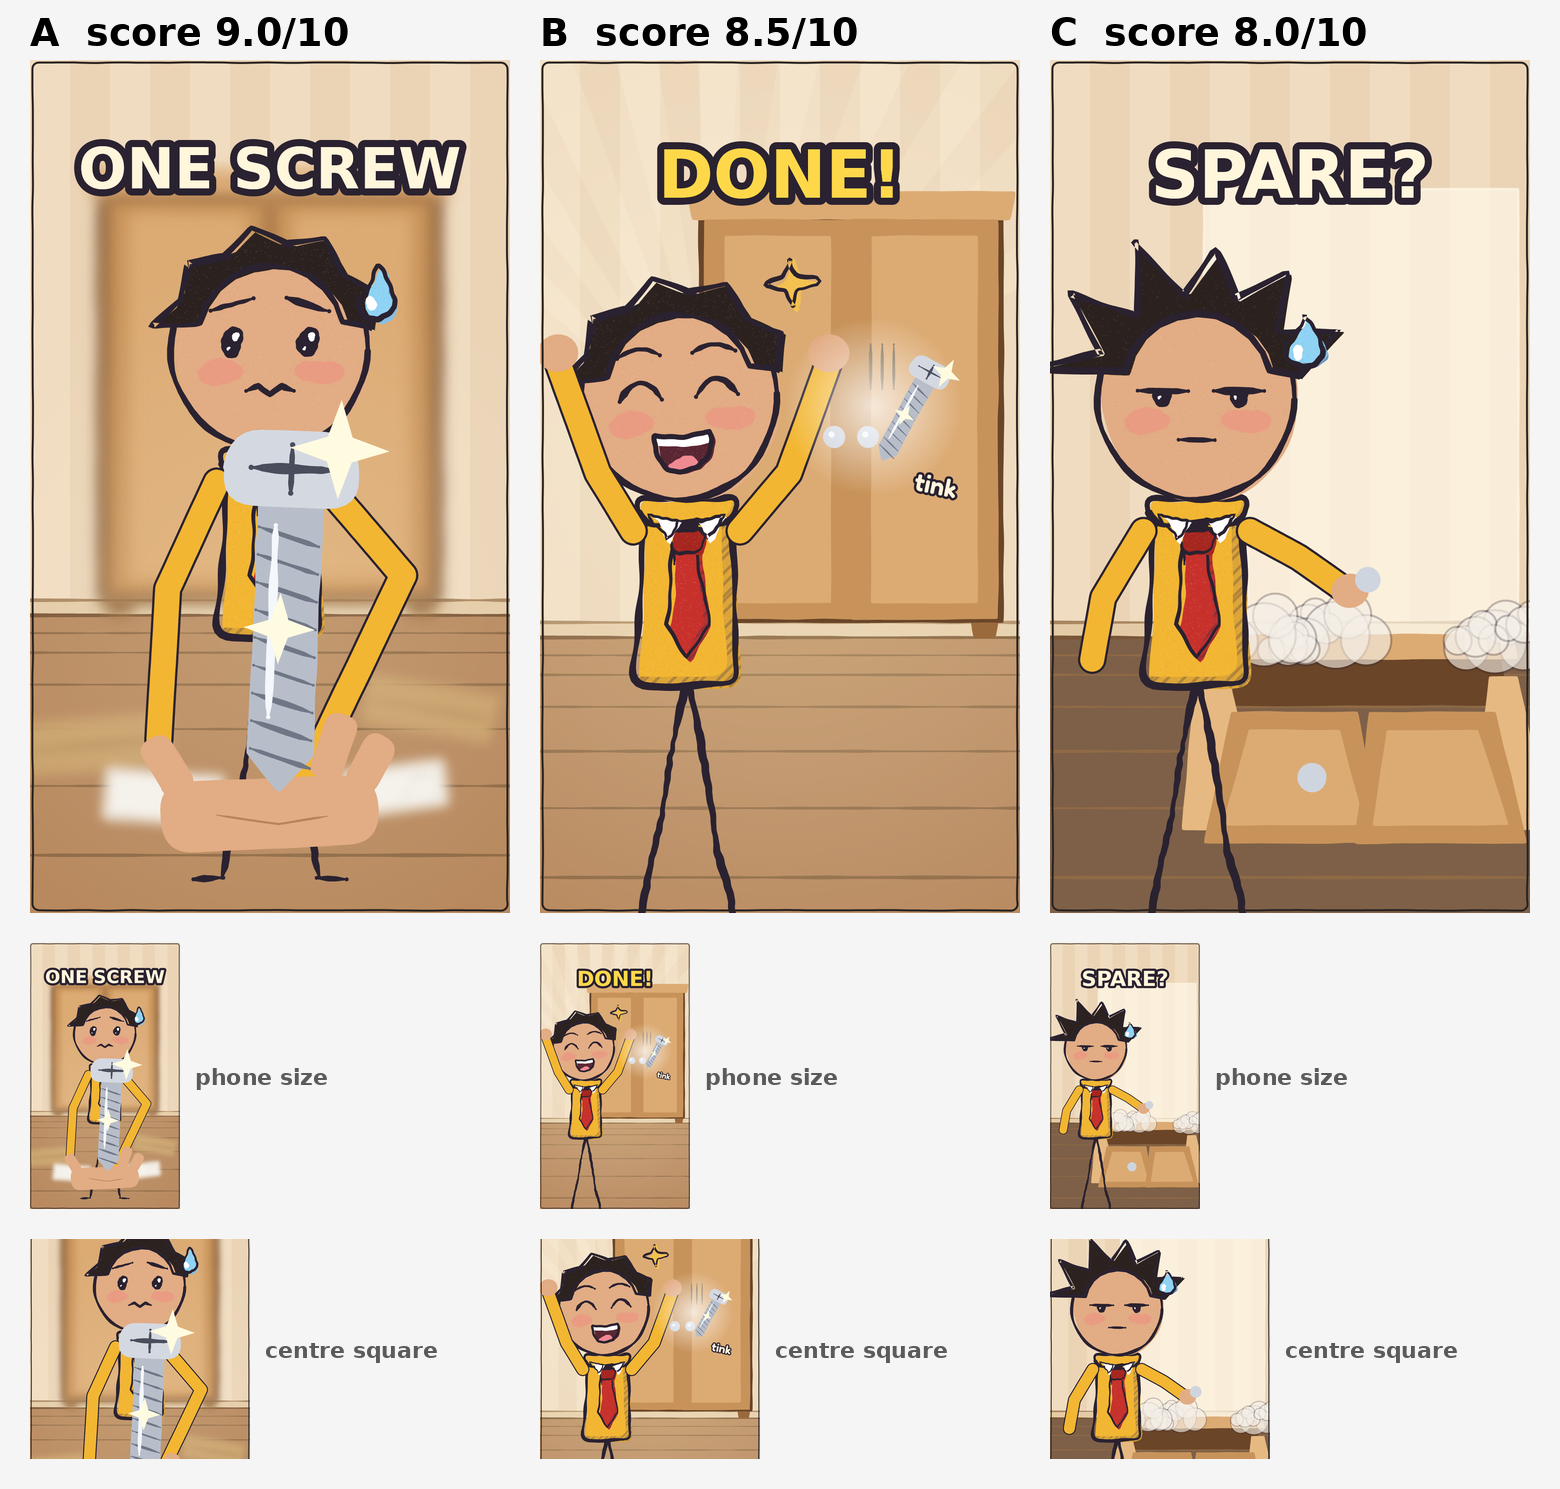 A score 9.0/10
B score 8.5/10
C score 8.0/10
ONE SCREW
DONE!
SPARE?
tink
ONE SCREW
phone size
DONE!
tink
phone size
SPARE?
phone size
centre square
tink
centre square
centre square